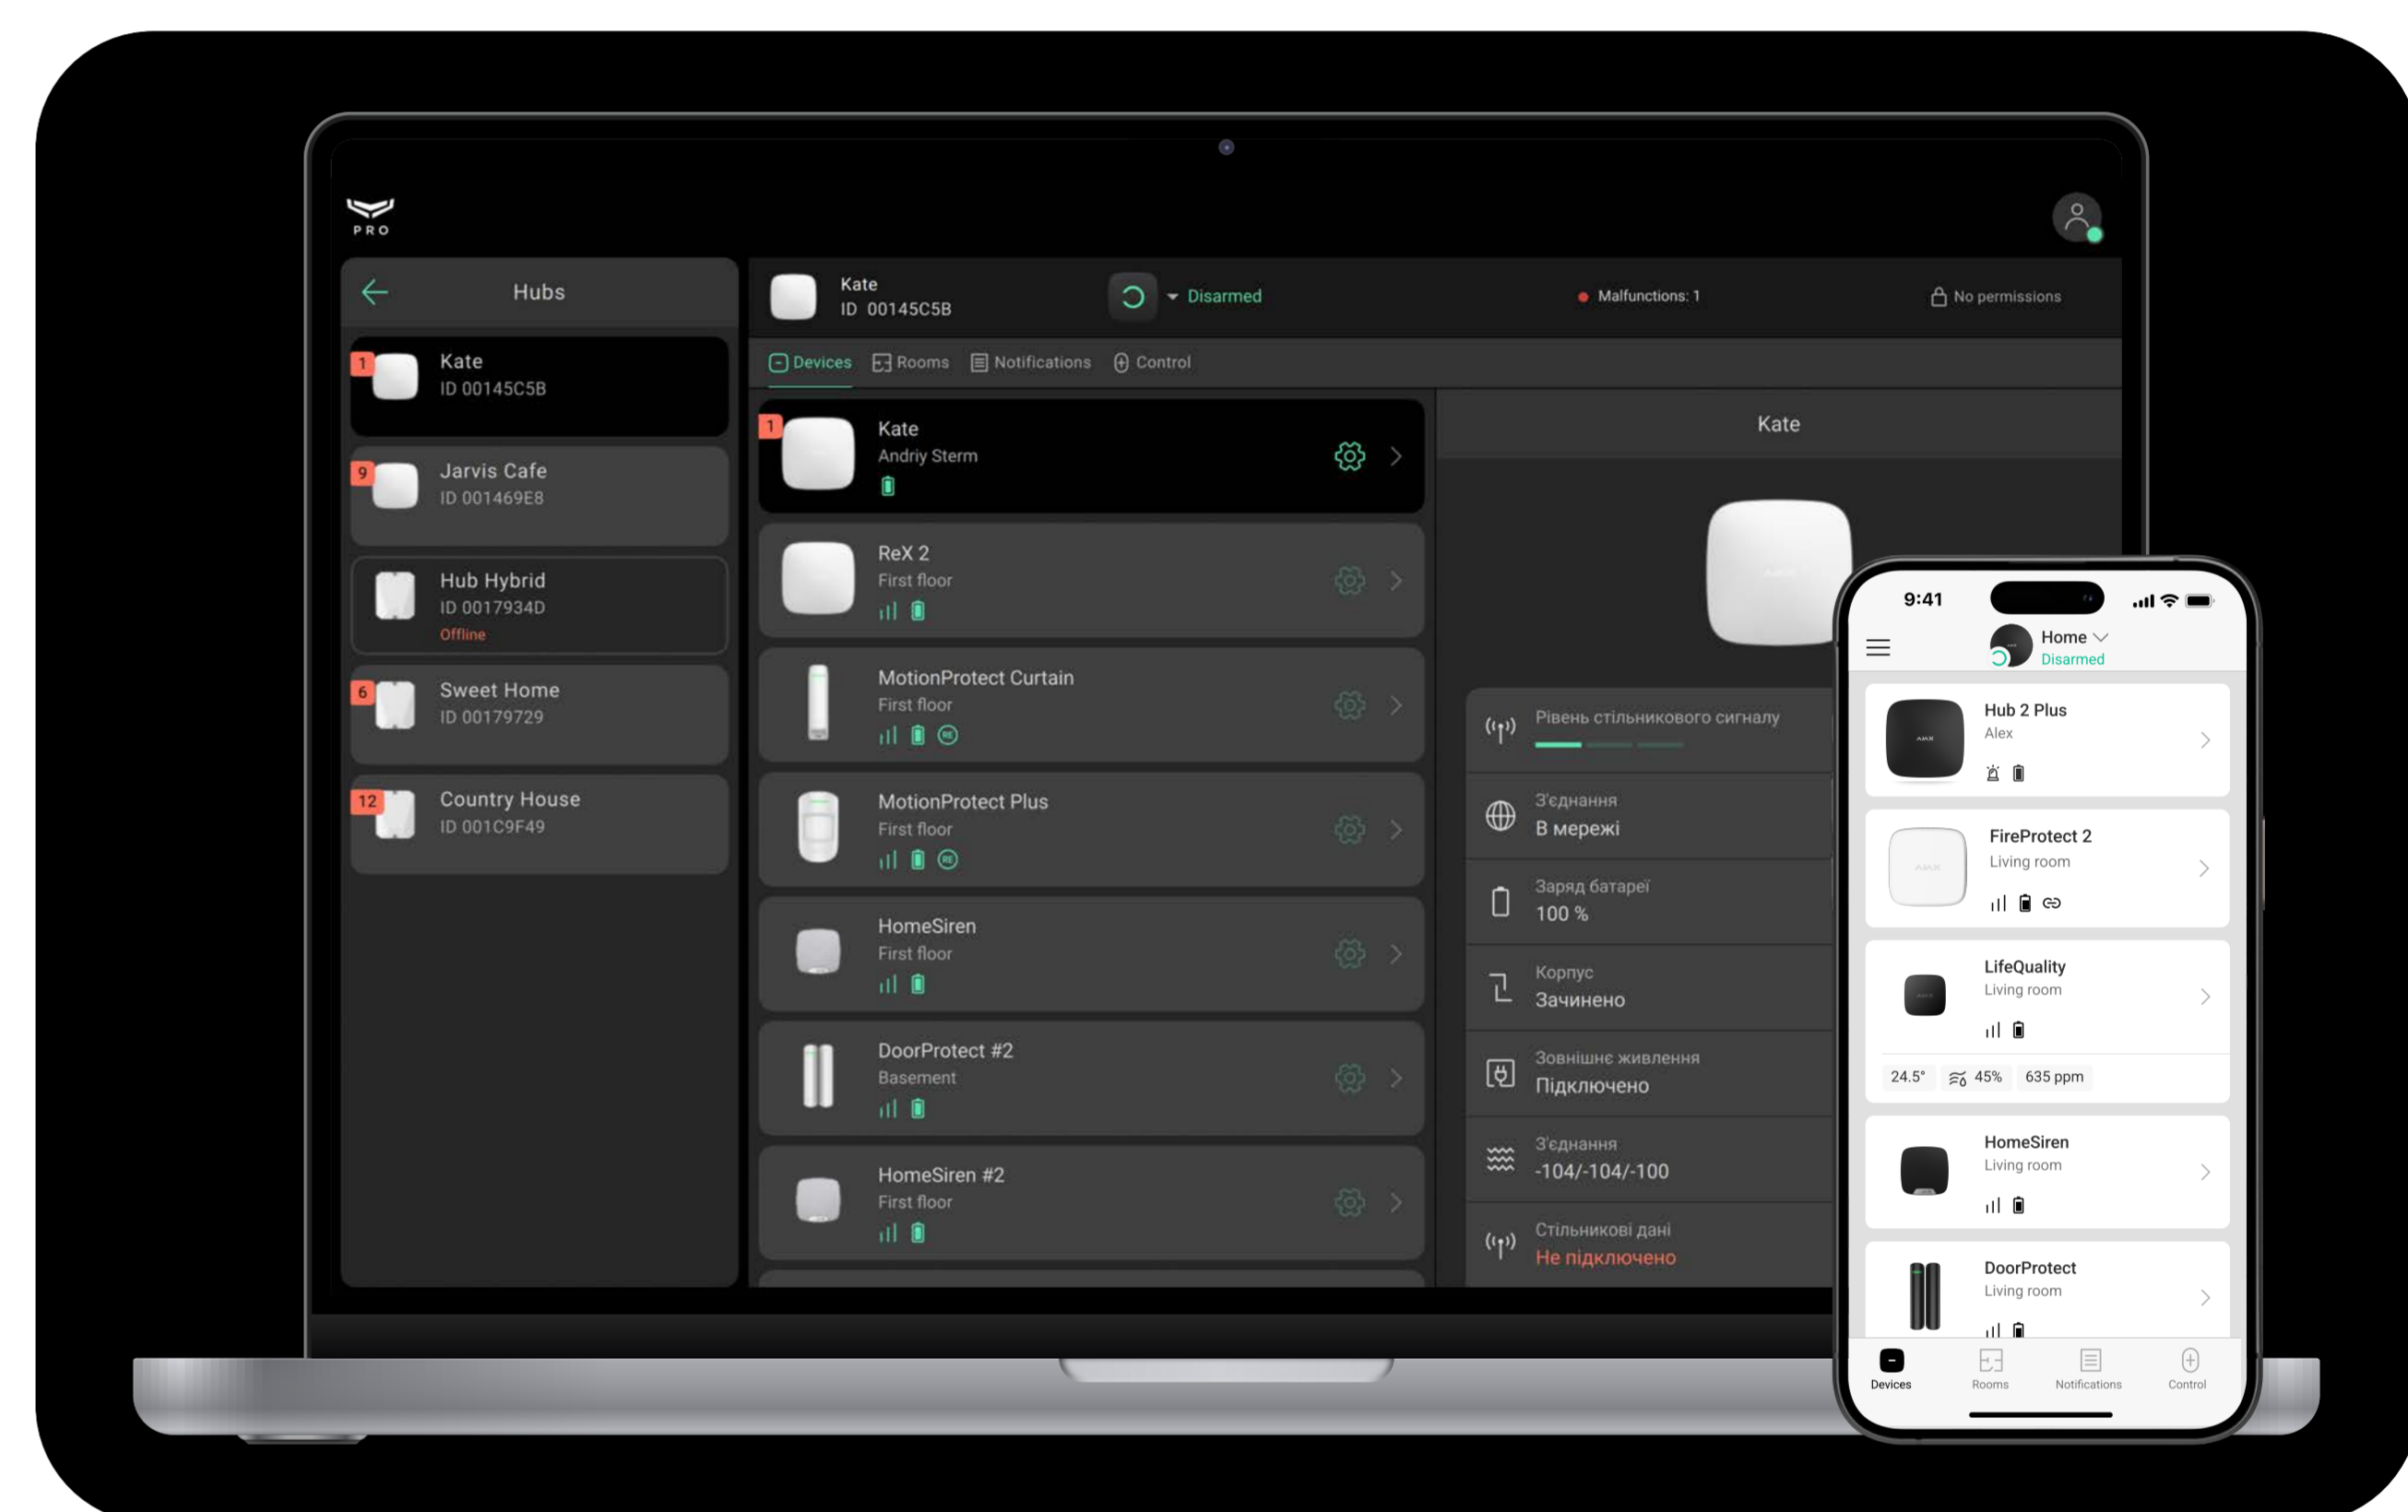 PRO
Hubs
Kate
ID 00145C5B
Disarmed
Malfunctions: 1
No permissions
1
Kate
ID 00145C5B
9
Jarvis Cafe
ID 001469E8
Hub Hybrid
ID 0017934D
Offline
6
Sweet Home
ID 00179729
12
Country House
ID 001C9F49
Devices
Rooms
Notifications
Control
1
Kate
Andriy Sterm
ReX 2
First floor
MotionProtect Curtain
First floor
RE
MotionProtect Plus
First floor
RE
HomeSiren
First floor
DoorProtect #2
Basement
HomeSiren #2
First floor
Kate
Рівень стільникового сигналу
З'єднання
В мережі
Заряд батареї
100 %
Корпус
Зачинено
Зовнішнє живлення
Підключено
З'єднання
-104/-104/-100
Стільникові дані
Не підключено
9:41
Home
Disarmed
AJAX
Hub 2 Plus
Alex
AJAX
FireProtect 2
Living room
LifeQuality
Living room
24.5°
45%
635 ppm
HomeSiren
Living room
DoorProtect
Living room
Devices
Rooms
Notifications
Control